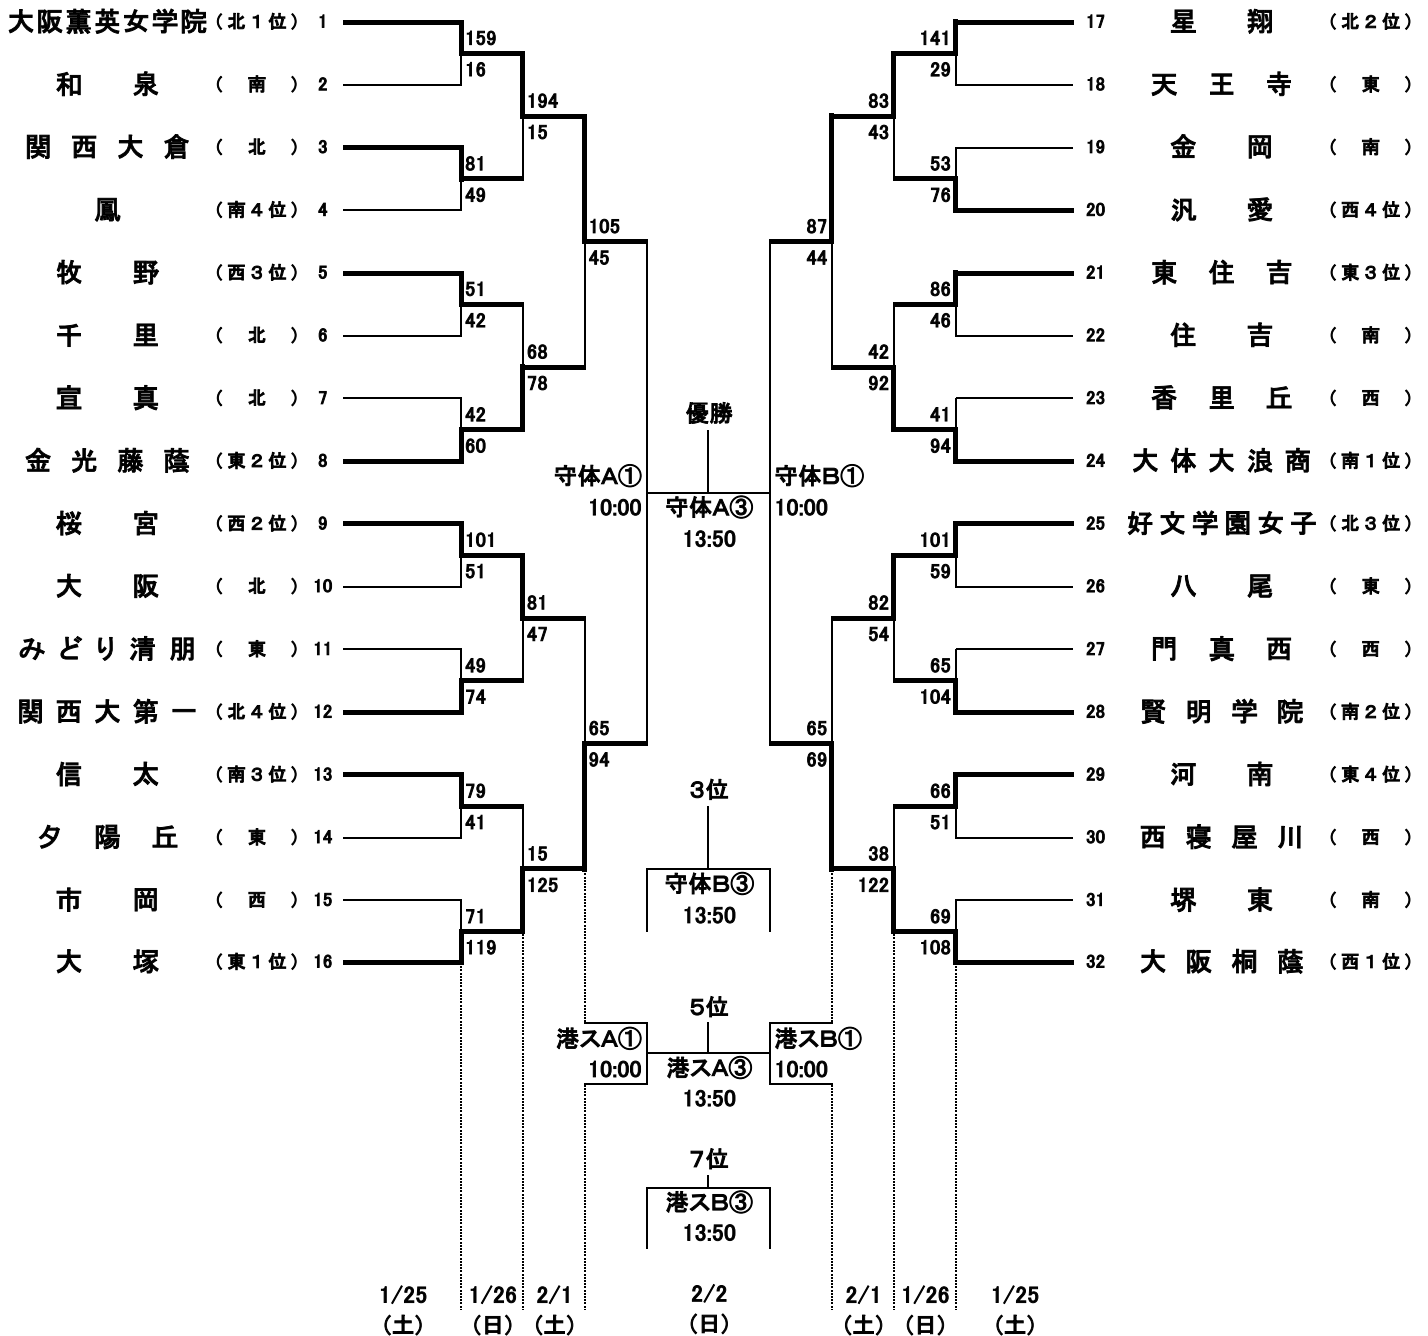 大阪薫英女学院（北１位） 1
和泉（南） 2
関西大倉（北） 3
鳳（南４位） 4
牧野（西３位） 5
千里（北） 6
宣真（北） 7
金光藤蔭（東２位） 8
桜宮（西２位） 9
大阪（北） 10
みどり清朋（東） 11
関西大第一（北４位） 12
信太（南３位） 13
夕陽丘（東） 14
市岡（西） 15
大塚（東１位） 16
159
16
81
49
51
42
42
60
101
51
49
74
79
41
71
119
194
15
68
78
81
47
15
125
105
45
65
94
優勝
守体A①
10:00
守体A③
13:50
守体B①
10:00
３位
守体B③
13:50
５位
港スA①
10:00
港スA③
13:50
港スB①
10:00
７位
港スB③
13:50
87
44
65
69
83
43
42
92
82
54
38
122
141
29
53
76
86
46
41
94
101
59
65
104
66
51
69
108
17 星翔（北２位）
18 天王寺（東）
19 金岡（南）
20 汎愛（西４位）
21 東住吉（東３位）
22 住吉（南）
23 香里丘（西）
24 大体大浪商（南１位）
25 好文学園女子（北３位）
26 八尾（東）
27 門真西（西）
28 賢明学院（南２位）
29 河南（東４位）
30 西寝屋川（西）
31 堺東（南）
32 大阪桐蔭（西１位）
1/25 1/26 2/1 2/2 2/1 1/26 1/25
（土） （日） （土） （日） （土） （日） （土）